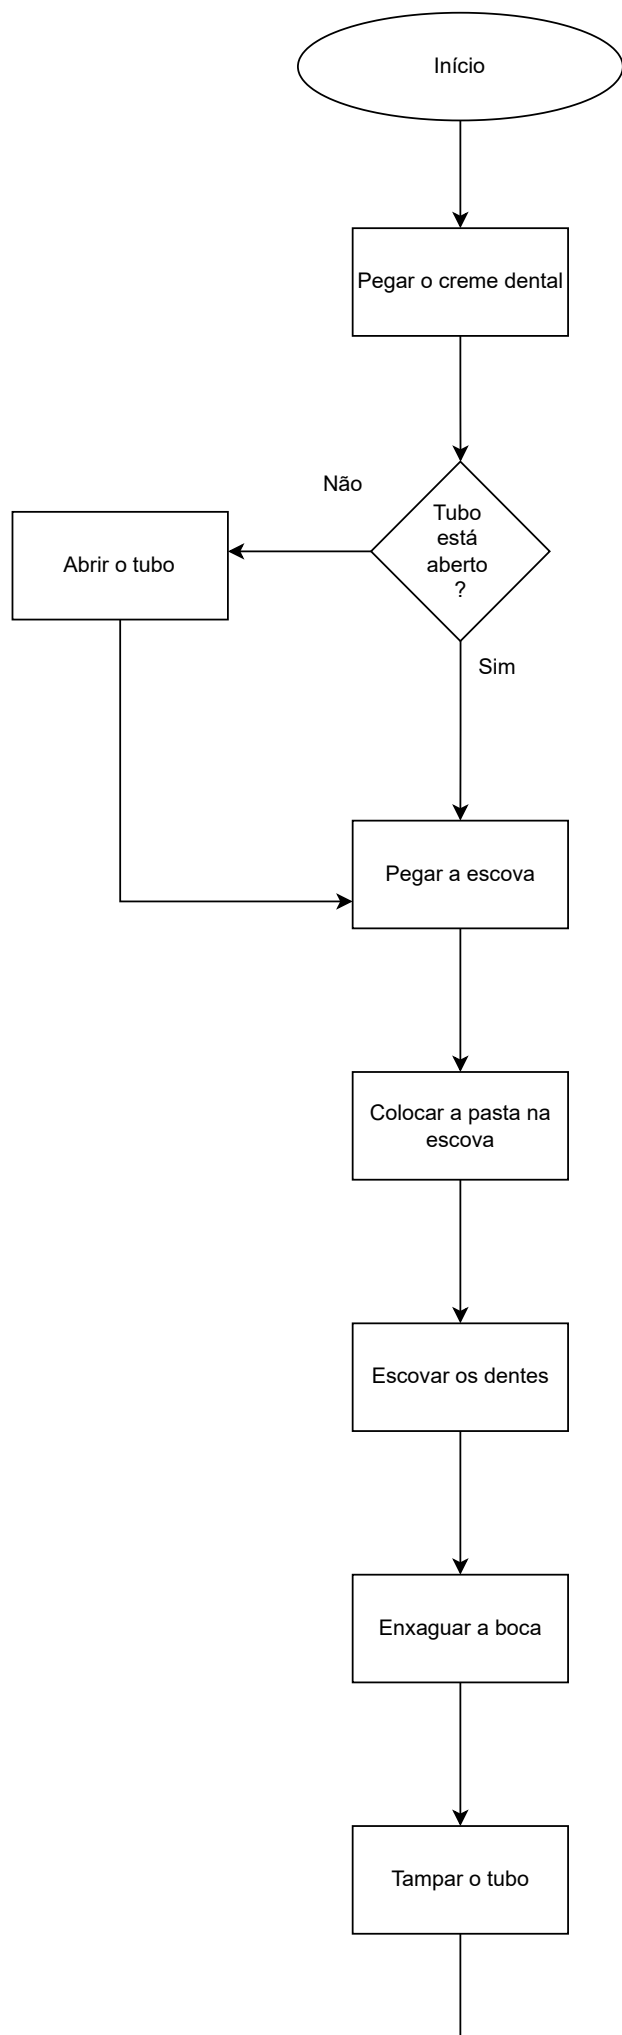 Início
Pegar o creme dental
Não
Tubo
está
aberto
?
Abrir o tubo
Sim
Pegar a escova
Colocar a pasta na
escova
Escovar os dentes
Enxaguar a boca
Tampar o tubo